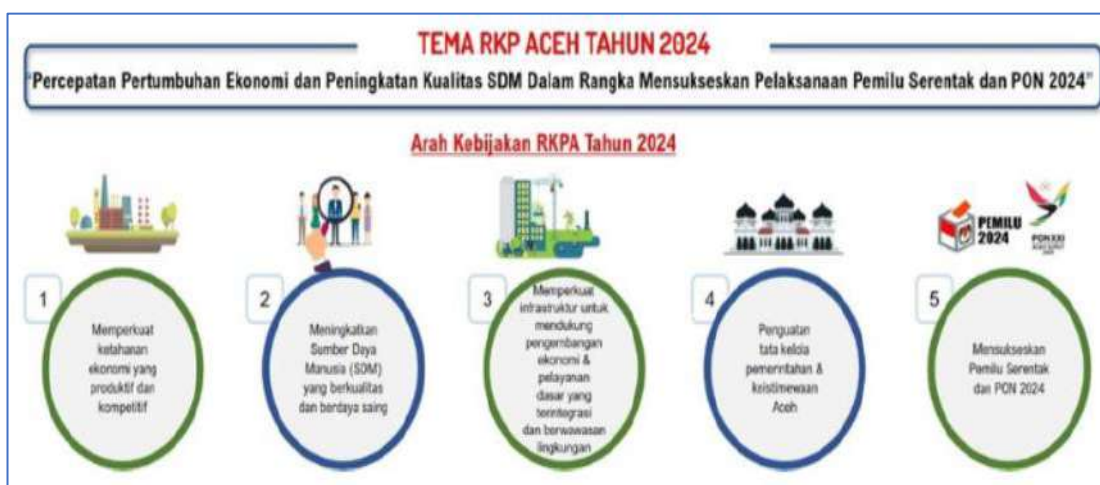 TEMA RKP ACEH TAHUN 2024
"Percepatan Pertumbuhan Ekonomi dan Peningkatan Kualitas SDM Dalam Rangka Mensukseskan Pelaksanaan Pemilu Serentak dan PON 2024"
Arah Kebijakan RKPA Tahun 2024
1
Memperkuat
ketahanan
ekonomi yang
produktif dan
kompetitif
2
Meningkatkan
Sumber Daya
Manusia (SDM)
yang berkualitas
dan berdaya saing
3
Memperkuat
infrastruktur untuk
mendukung
pengembangan
ekonomi &
pelayanan
dasar yang
terintegrasi
dan berwawasan
lingkungan
4
Penguatan
tata kelola
pemerintahan &
kristimewaan
Aceh
PEMILU
2024
PON XXI
5
Mensukseskan
Pemilu Serentak
dan PON 2024